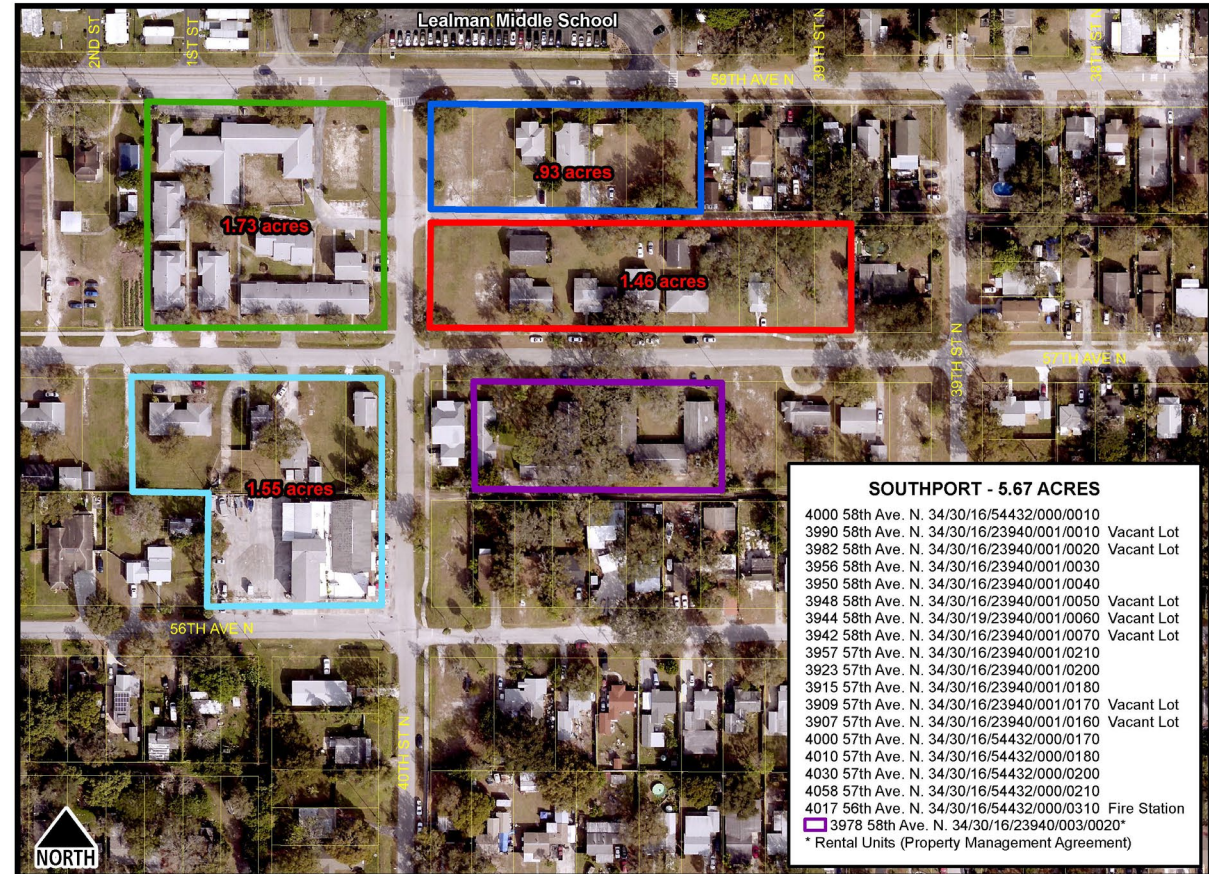 Lealman Middle School
2ND ST
1ST ST
39TH ST N
38TH ST N
58TH AVE N
.93 acres
1.73 acres
1.46 acres
57TH AVE N
39TH ST N
1.55 acres
56TH AVE N
40TH ST N
NORTH
SOUTHPORT - 5.67 ACRES
4000 58th Ave. N. 34/30/16/54432/000/0010
3990 58th Ave. N. 34/30/16/23940/001/0010 Vacant Lot
3982 58th Ave. N. 34/30/16/23940/001/0020 Vacant Lot
3956 58th Ave. N. 34/30/16/23940/001/0030
3950 58th Ave. N. 34/30/16/23940/001/0040
3948 58th Ave. N. 34/30/16/23940/001/0050 Vacant Lot
3944 58th Ave. N. 34/30/19/23940/001/0060 Vacant Lot
3942 58th Ave. N. 34/30/16/23940/001/0070 Vacant Lot
3957 57th Ave. N. 34/30/16/23940/001/0210
3923 57th Ave. N. 34/30/16/23940/001/0200
3915 57th Ave. N. 34/30/16/23940/001/0180
3909 57th Ave. N. 34/30/16/23940/001/0170 Vacant Lot
3907 57th Ave. N. 34/30/16/23940/001/0160 Vacant Lot
4000 57th Ave. N. 34/30/16/54432/000/0170
4010 57th Ave. N. 34/30/16/54432/000/0180
4030 57th Ave. N. 34/30/16/54432/000/0200
4058 57th Ave. N. 34/30/16/54432/000/0210
4017 56th Ave. N. 34/30/16/54432/000/0310 Fire Station
3978 58th Ave. N. 34/30/16/23940/003/0020*
* Rental Units (Property Management Agreement)